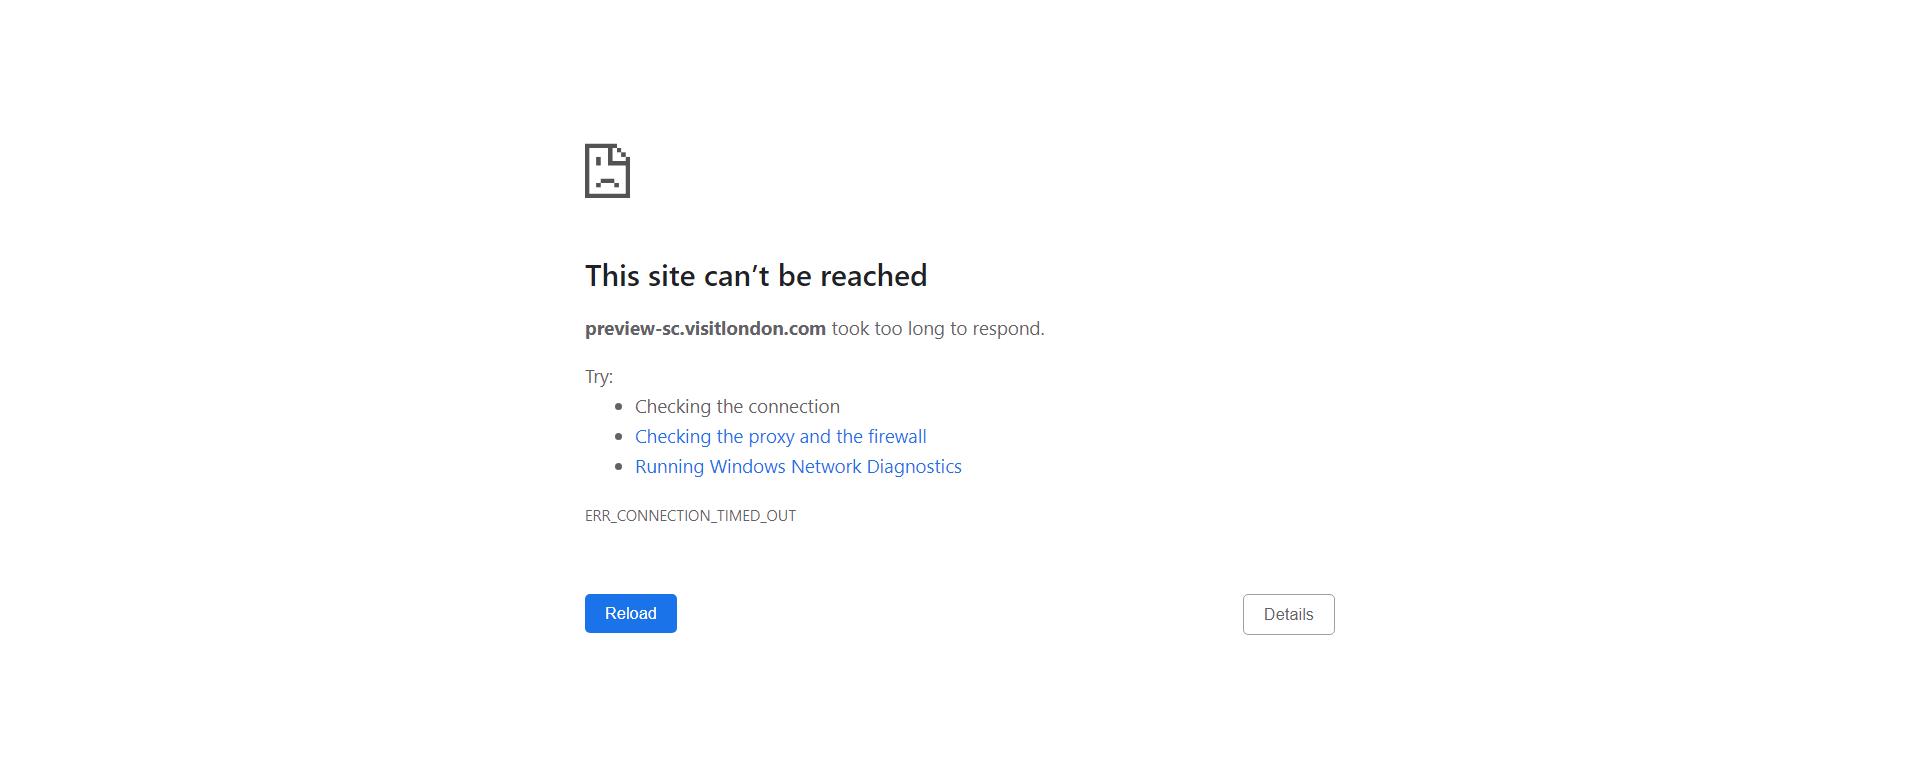 This site can’t be reached
preview-sc.visitlondon.com took too long to respond.
Try:
Checking the connection
Checking the proxy and the firewall
Running Windows Network Diagnostics
ERR_CONNECTION_TIMED_OUT
Reload
Details